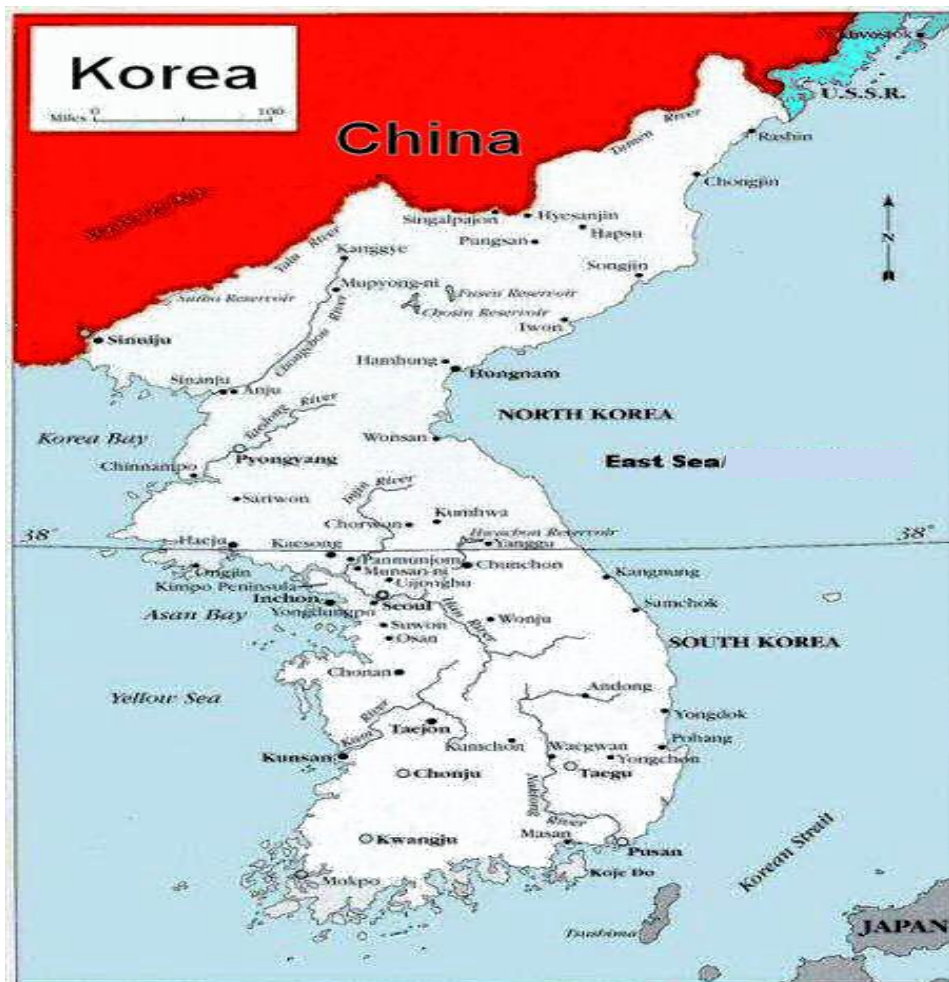 Korea
0 100
Miles
China
U.S.S.R.
Tumen River
Rashin
Chongjin
Singalpajon
Hyesanjin
Hapsu
Pungsan
Yalu River
Kanggye
N
Songjin
Mupyong-ni
Fusen Reservoir
Suiho Reservoir
Chosin Reservoir
Iwon
Sinuiju
River
Hamhung
Hungnam
Sinanju
Anju
NORTH KOREA
Taedong River
Korea Bay
Wonsan
Pyongyang
East Sea/
Chinnampo
Sariwon
River
Kumhwa
Chorwon
Hwachon Reservoir
38°
38°
Haeju
Kaesong
Yanggu
Panmunjom
Ongjin
Munsan-ni
Chunchon
Kangnung
Kimpo Peninsula
Uijongbu
Inchon
Seoul
Samchok
Asan Bay
Yongdungpo
Han River
Suwon
Wonju
Osan
SOUTH KOREA
Chonan
Yellow Sea
Andong
Kum River
Yongdok
Taejon
Kumchon
Waegwan
Pohang
Kunsan
Yongchon
Chonju
Taegu
Naktong River
Masan
Kwangju
Pusan
Korean Strait
Koje Do
Mokpo
JAPAN
Tsushima